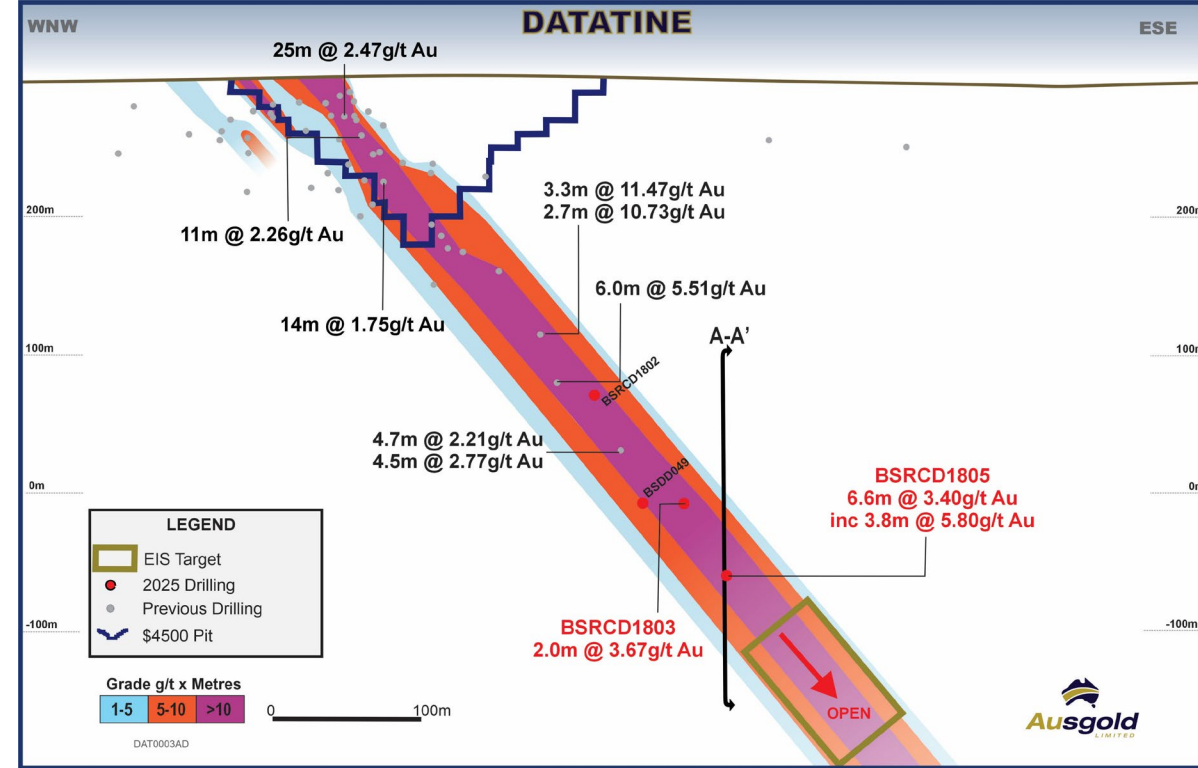 WNW
DATATINE
ESE
25m @ 2.47g/t Au
3.3m @ 11.47g/t Au
2.7m @ 10.73g/t Au
200m
200m
11m @ 2.26g/t Au
6.0m @ 5.51g/t Au
14m @ 1.75g/t Au
A-A'
100m
100m
BSRCD1802
4.7m @ 2.21g/t Au
4.5m @ 2.77g/t Au
BSDD049
0m
0m
BSRCD1805
6.6m @ 3.40g/t Au
inc 3.8m @ 5.80g/t Au
LEGEND
EIS Target
2025 Drilling
Previous Drilling
$4500 Pit
-100m
-100m
BSRCD1803
2.0m @ 3.67g/t Au
Grade g/t x Metres
1-5 5-10 >10
0 100m
OPEN
Ausgold
LIMITED
DAT0003AD